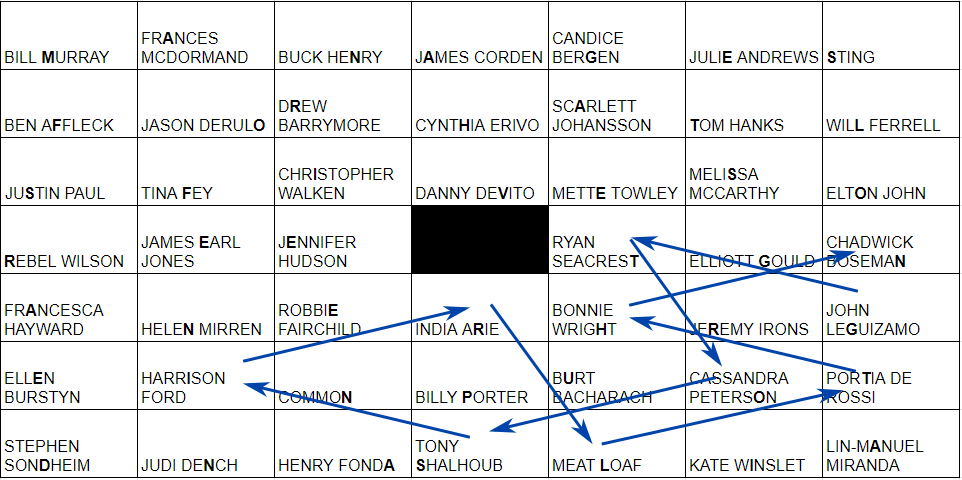 BILL MURRAY
FRANCES
MCDORMAND
BUCK HENRY
JAMES CORDEN
CANDICE
BERGEN
JULIE ANDREWS
STING
BEN AFFLECK
JASON DERULO
DREW
BARRYMORE
CYNTHIA ERIVO
SCARLETT
JOHANSSON
TOM HANKS
WILL FERRELL
JUSTIN PAUL
TINA FEY
CHRISTOPHER
WALKEN
DANNY DEVITO
METTE TOWLEY
MELISSA
MCCARTHY
ELTON JOHN
REBEL WILSON
JAMES EARL
JONES
JENNIFER
HUDSON
RYAN
SEACREST
ELLIOTT GOULD
CHADWICK
BOSEMAN
FRANCESCA
HAYWARD
HELEN MIRREN
ROBBIE
FAIRCHILD
INDIA ARIE
BONNIE
WRIGHT
JEREMY IRONS
JOHN
LEGUIZAMO
ELLEN
BURSTYN
HARRISON
FORD
COMMON
BILLY PORTER
BURT
BACHARACH
CASSANDRA
PETERSON
PORTIA DE
ROSSI
STEPHEN
SONDHEIM
JUDI DENCH
HENRY FONDA
TONY
SHALHOUB
MEAT LOAF
KATE WINSLET
LIN-MANUEL
MIRANDA